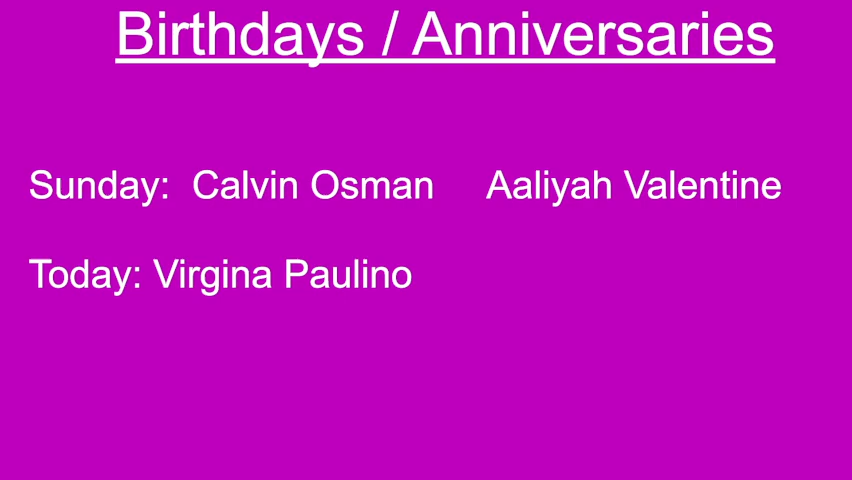 Birthdays / Anniversaries
Sunday: Calvin Osman Aaliyah Valentine
Today: Virgina Paulino